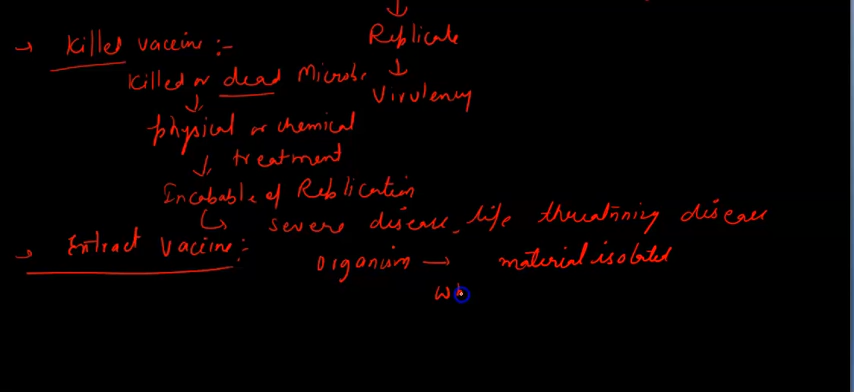 Replicate
→ Killed vaccine :-
Killed or dead Microbe
Virulency
physical or chemical
treatment
Incabable of Replication
severe disease, life threatning disease
→ Extract vaccine :-
organism → material isolated